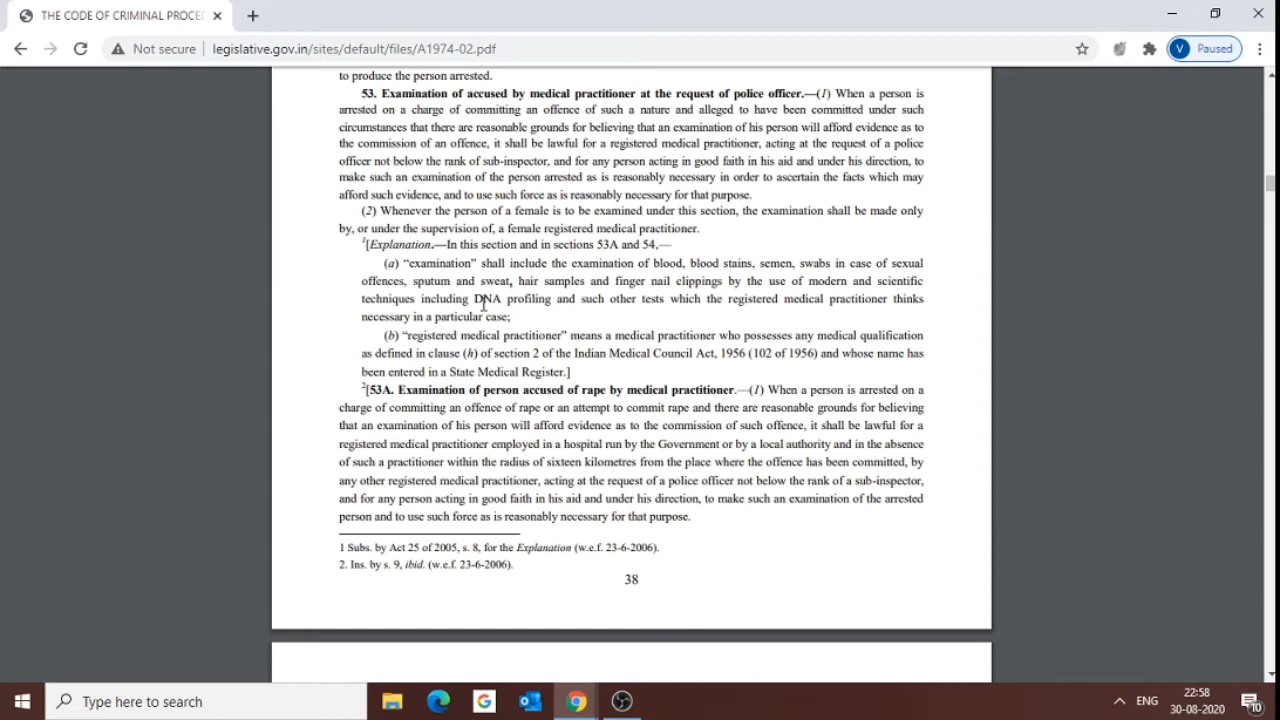 THE CODE OF CRIMINAL PROCED
Not secure
legislative.gov.in/sites/default/files/A1974-02.pdf
V
Paused
to produce the person arrested.
53. Examination of accused by medical practitioner at the request of police officer.—(1) When a person is
arrested on a charge of committing an offence of such a nature and alleged to have been committed under such
circumstances that there are reasonable grounds for believing that an examination of his person will afford evidence as to
the commission of an offence, it shall be lawful for a registered medical practitioner, acting at the request of a police
officer not below the rank of sub-inspector, and for any person acting in good faith in his aid and under his direction, to
make such an examination of the person arrested as is reasonably necessary in order to ascertain the facts which may
afford such evidence, and to use such force as is reasonably necessary for that purpose.
(2) Whenever the person of a female is to be examined under this section, the examination shall be made only
by, or under the supervision of, a female registered medical practitioner.
1[Explanation.—In this section and in sections 53A and 54,—
(a) “examination” shall include the examination of blood, blood stains, semen, swabs in case of sexual
offences, sputum and sweat, hair samples and finger nail clippings by the use of modern and scientific
techniques including DNA profiling and such other tests which the registered medical practitioner thinks
necessary in a particular case;
(b) “registered medical practitioner” means a medical practitioner who possesses any medical qualification
as defined in clause (h) of section 2 of the Indian Medical Council Act, 1956 (102 of 1956) and whose name has
been entered in a State Medical Register.]
2[53A. Examination of person accused of rape by medical practitioner.—(1) When a person is arrested on a
charge of committing an offence of rape or an attempt to commit rape and there are reasonable grounds for believing
that an examination of his person will afford evidence as to the commission of such offence, it shall be lawful for a
registered medical practitioner employed in a hospital run by the Government or by a local authority and in the absence
of such a practitioner within the radius of sixteen kilometres from the place where the offence has been committed, by
any other registered medical practitioner, acting at the request of a police officer not below the rank of a sub-inspector,
and for any person acting in good faith in his aid and under his direction, to make such an examination of the arrested
person and to use such force as is reasonably necessary for that purpose.
1 Subs. by Act 25 of 2005, s. 8, for the Explanation (w.e.f. 23-6-2006).
2. Ins. by s. 9, ibid. (w.e.f. 23-6-2006).
38
Type here to search
ENG
22:58
30-08-2020
10